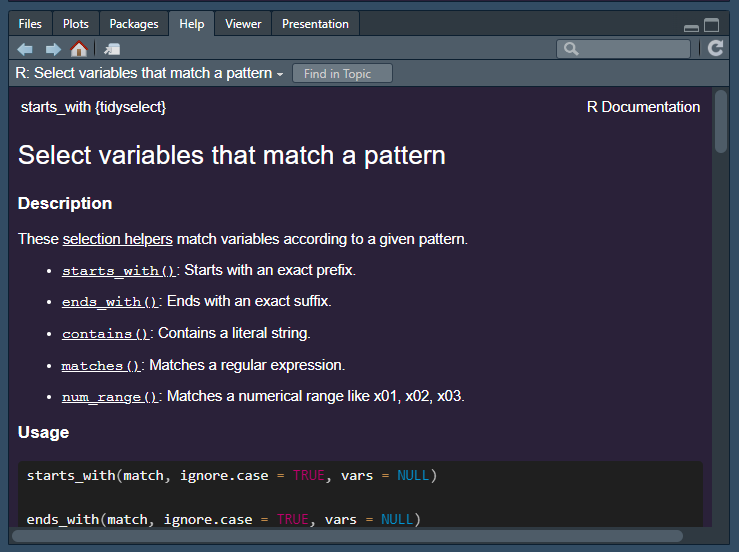 Files Plots Packages Help Viewer Presentation
R: Select variables that match a pattern Find in Topic
starts_with {tidyselect} R Documentation
Select variables that match a pattern
Description
These selection helpers match variables according to a given pattern.
• starts_with(): Starts with an exact prefix.
• ends_with(): Ends with an exact suffix.
• contains(): Contains a literal string.
• matches(): Matches a regular expression.
• num_range(): Matches a numerical range like x01, x02, x03.
Usage
starts_with(match, ignore.case = TRUE, vars = NULL)
ends_with(match, ignore.case = TRUE, vars = NULL)